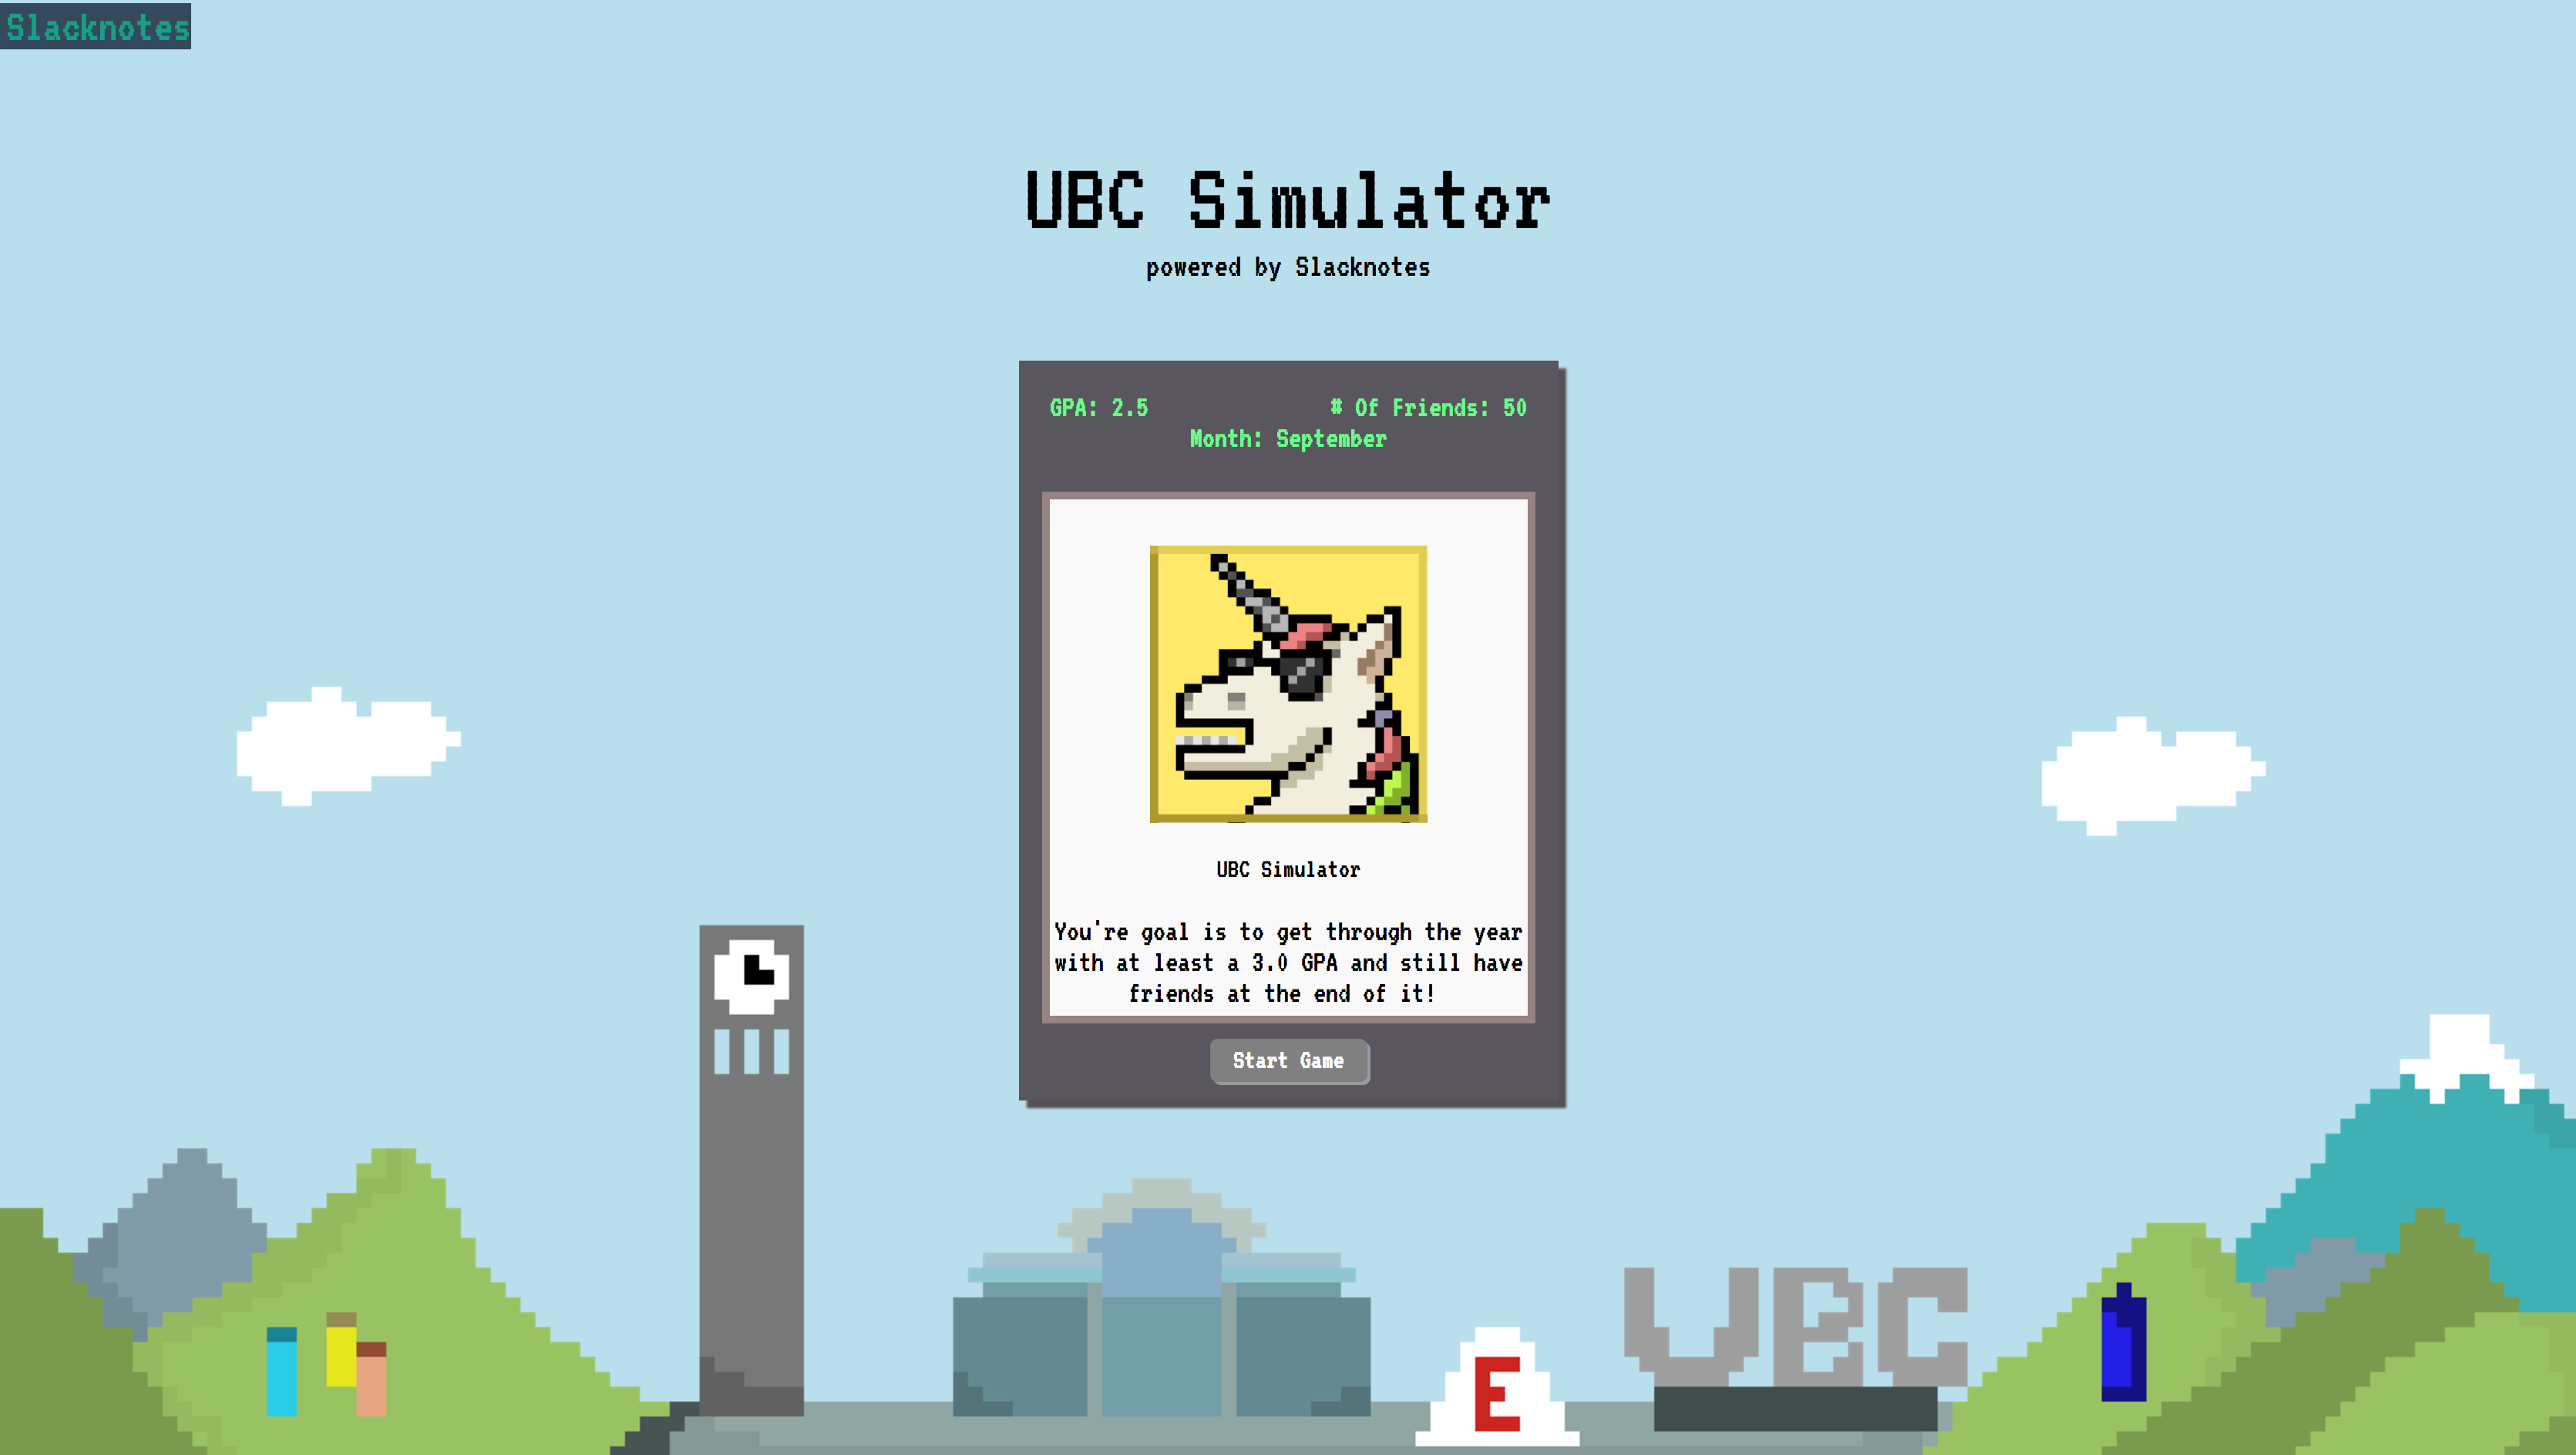 Slacknotes
UBC Simulator
powered by Slacknotes
GPA: 2.5 # Of Friends: 50
Month: September
UBC Simulator
You're goal is to get through the year
with at least a 3.0 GPA and still have
friends at the end of it!
Start Game
E
UBC